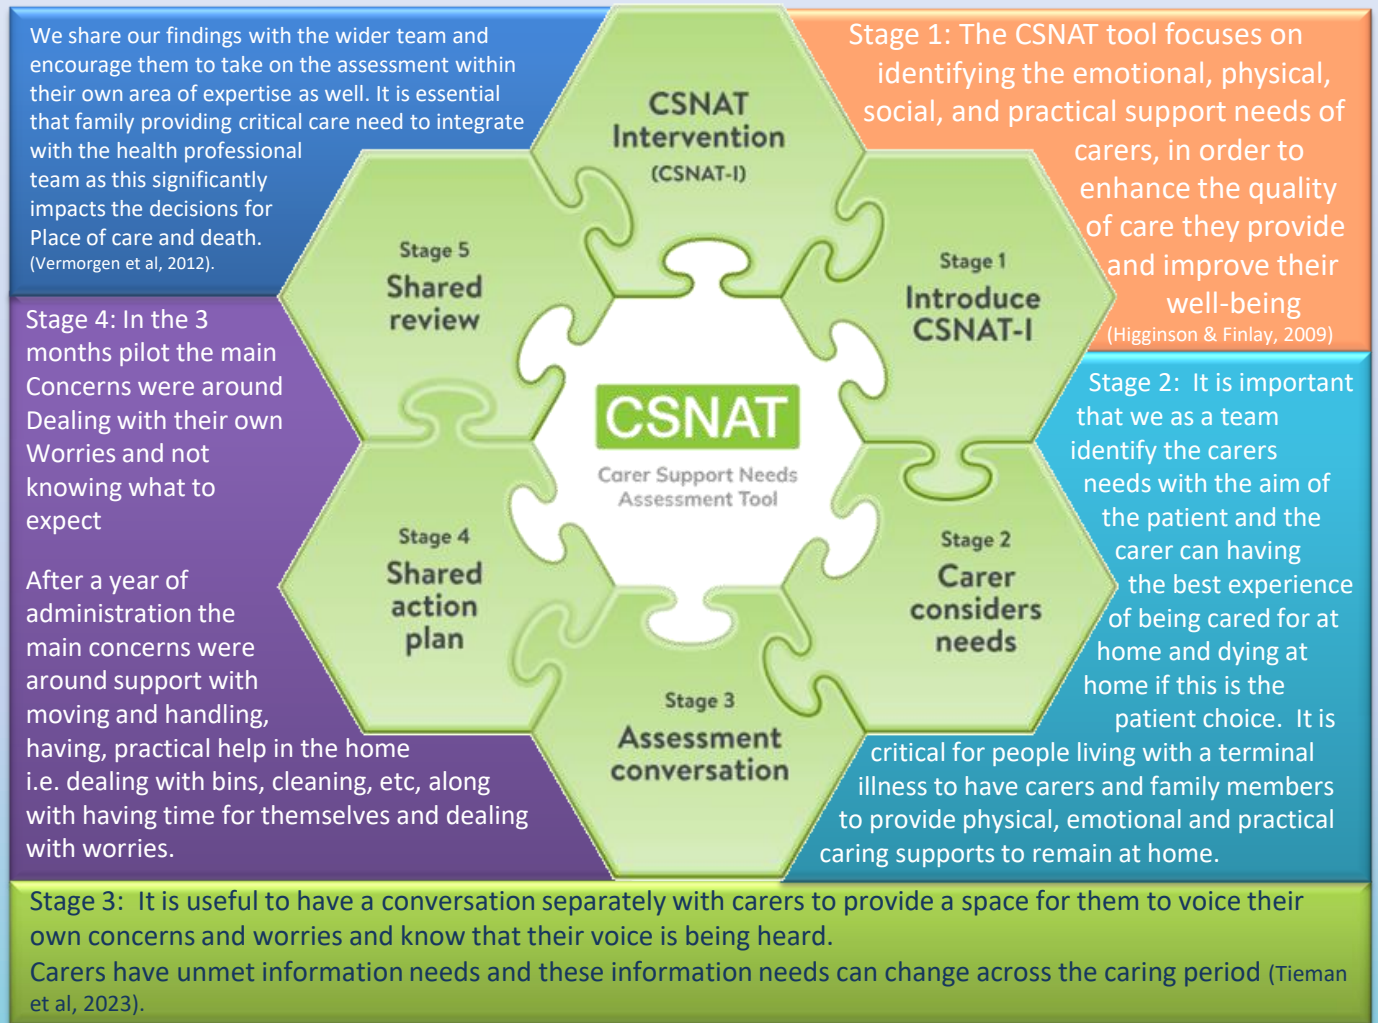 We share our findings with the wider team and
encourage them to take on the assessment within
their own area of expertise as well. It is essential
that family providing critical care need to integrate
with the health professional
team as this significantly
impacts the decisions for
Place of care and death.
(Vermorgen et al, 2012).
CSNAT
Intervention
(CSNAT-I)
Stage 1: The CSNAT tool focuses on
identifying the emotional, physical,
social, and practical support needs of
carers, in order to
enhance the quality
of care they provide
and improve their
well-being
(Higginson & Finlay, 2009)
Stage 5
Shared
review
Stage 1
Introduce
CSNAT-I
CSNAT
Carer Support Needs
Assessment Tool
Stage 4: In the 3
months pilot the main
Concerns were around
Dealing with their own
Worries and not
knowing what to
expect
After a year of
administration the
main concerns were
around support with
moving and handling,
having, practical help in the home
i.e. dealing with bins, cleaning, etc, along
with having time for themselves and dealing
with worries.
Stage 4
Shared
action
plan
Stage 2
Carer
considers
needs
Stage 3
Assessment
conversation
Stage 2: It is important
that we as a team
identify the carers
needs with the aim of
the patient and the
carer can having
the best experience
of being cared for at
home and dying at
home if this is the
patient choice. It is
critical for people living with a terminal
illness to have carers and family members
to provide physical, emotional and practical
caring supports to remain at home.
Stage 3: It is useful to have a conversation separately with carers to provide a space for them to voice their
own concerns and worries and know that their voice is being heard.
Carers have unmet information needs and these information needs can change across the caring period (Tieman
et al, 2023).